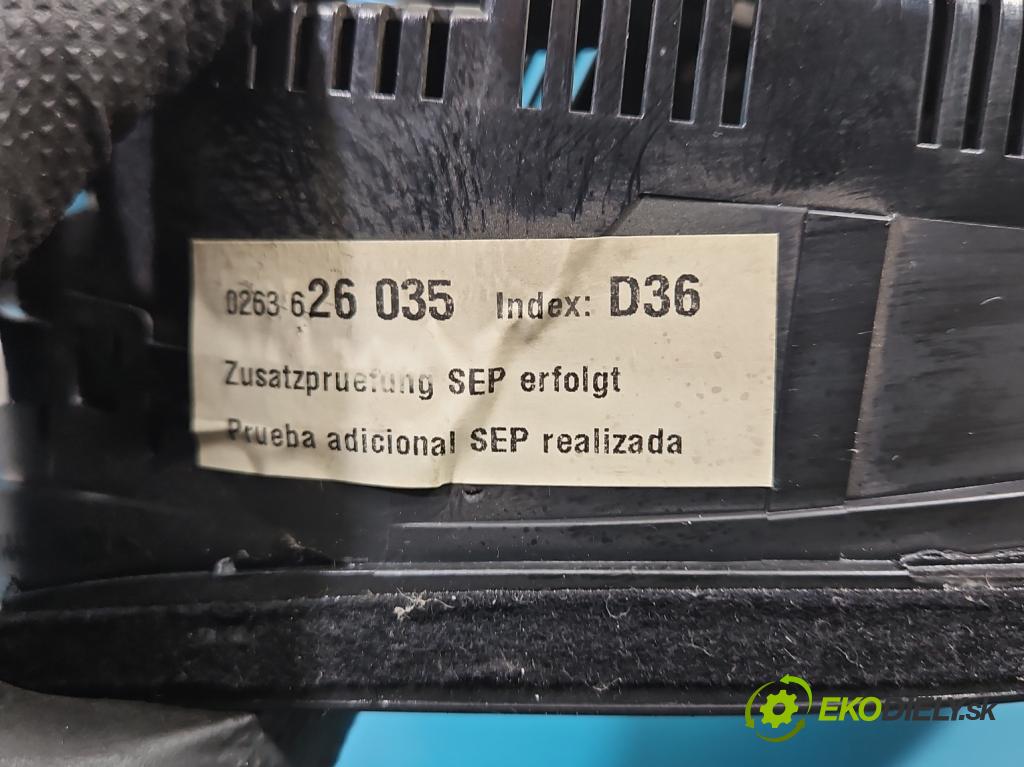 0263 626 035 Index: D36
Zusatzpruefung SEP erfolgt
Prueba adicional SEP realizada
EKODIELY.SK